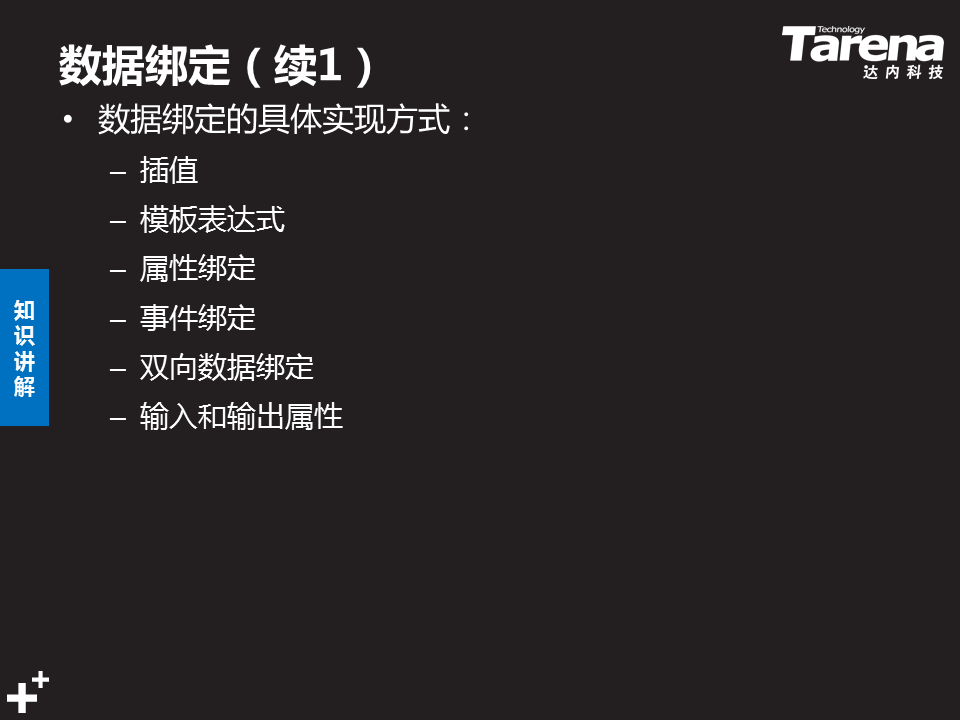 数据绑定（续1）
Technology
Tarena
达内科技
• 数据绑定的具体实现方式：
– 插值
– 模板表达式
– 属性绑定
– 事件绑定
– 双向数据绑定
– 输入和输出属性
知识讲解